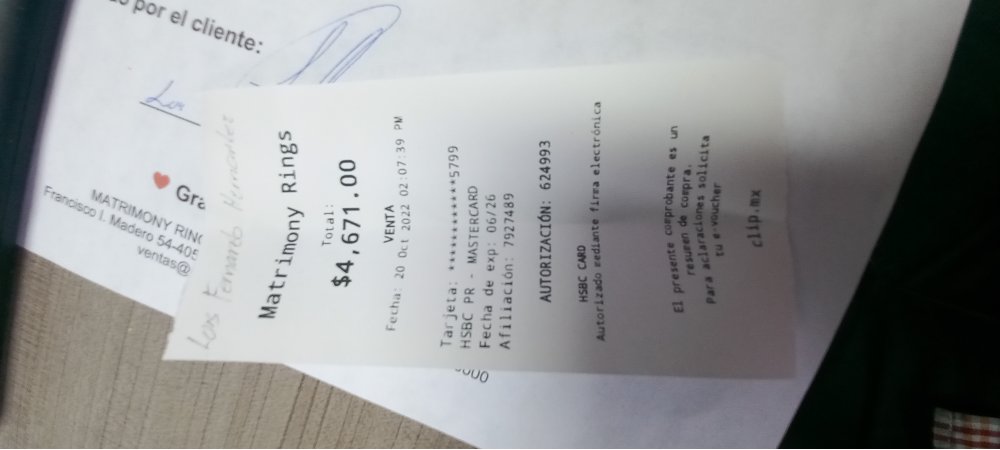 por el cliente:
Fernando Hernandez
Matrimony Rings
Total:
$4,671.00
VENTA
Fecha: 20 Oct 2022 02:07:39 PM
Tarjeta: ************5799
HSBC PR - MASTERCARD
Fecha de exp: 06/26
Afiliación: 7927489
AUTORIZACIÓN: 624993
HSBC CARD
Autorizado mediante firma electrónica
El presente comprobante es un
resumen de compra.
Para aclaraciones solicita
tu e-voucher
clip.mx
Gra
MATRIMONY RING
Francisco I. Madero 54-405
ventas@